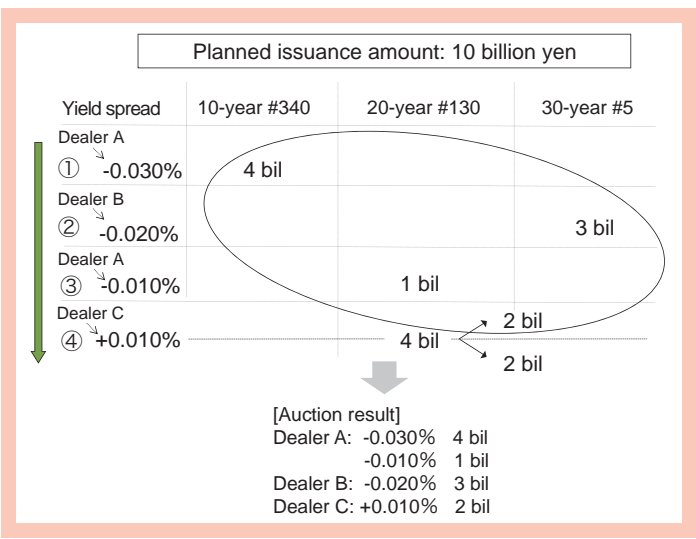 Planned issuance amount: 10 billion yen
Yield spread 10-year #340 20-year #130 30-year #5
Dealer A
① -0.030% 4 bil
Dealer B
② -0.020% 3 bil
Dealer A
③ -0.010% 1 bil
Dealer C
④ +0.010% 4 bil 2 bil
2 bil
[Auction result]
Dealer A: -0.030% 4 bil
-0.010% 1 bil
Dealer B: -0.020% 3 bil
Dealer C: +0.010% 2 bil